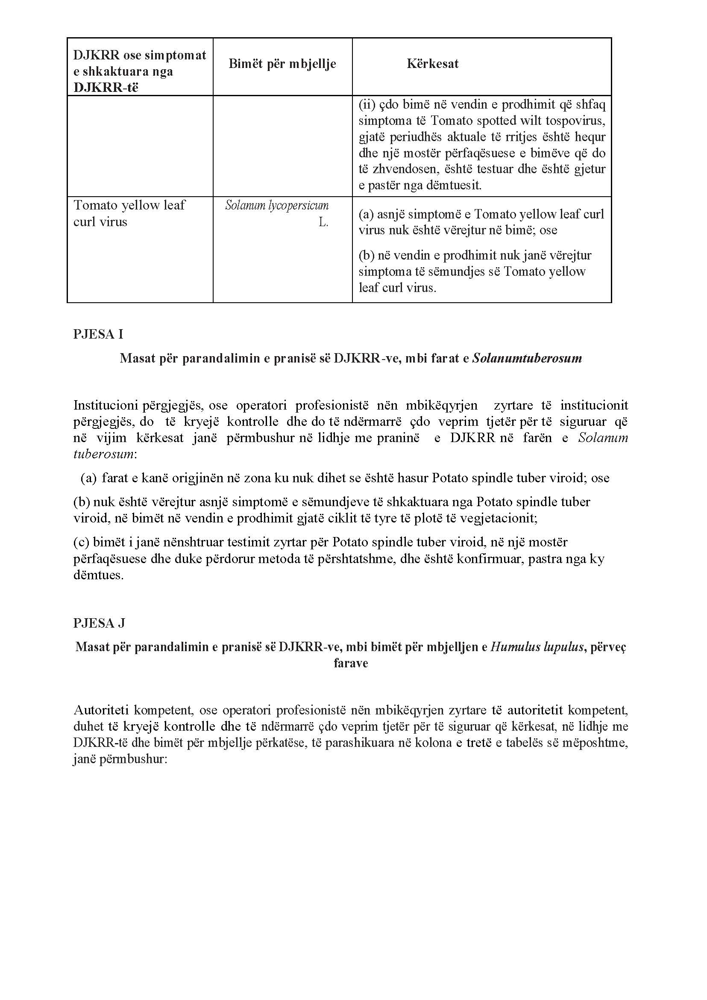 DJKRR ose simptomat
e shkaktuara nga
DJKRR-të
Bimët për mbjellje
Kërkesat
(ii) çdo bimë në vendin e prodhimit që shfaq
simptoma të Tomato spotted wilt tospovirus,
gjatë periudhës aktuale të rritjes është hequr
dhe një mostër përfaqësuese e bimëve që do
të zhvendosen, është testuar dhe është gjetur
e pastër nga dëmtuesit.
Tomato yellow leaf
curl virus
Solanum lycopersicum
L.
(a) asnjë simptomë e Tomato yellow leaf curl
virus nuk është vërejtur në bimë; ose
(b) në vendin e prodhimit nuk janë vërejtur
simptoma të sëmundjes së Tomato yellow
leaf curl virus.
PJESA I
Masat për parandalimin e pranisë së DJKRR-ve, mbi farat e Solanumtuberosum
Institucioni përgjegjës, ose operatori profesionistë nën mbikëqyrjen zyrtare të institucionit
përgjegjës, do të kryejë kontrolle dhe do të ndërmarrë çdo veprim tjetër për të siguruar që
në vijim kërkesat janë përmbushur në lidhje me praninë e DJKRR në farën e Solanum
tuberosum:
(a) farat e kanë origjinën në zona ku nuk dihet se është hasur Potato spindle tuber viroid; ose
(b) nuk është vërejtur asnjë simptomë e sëmundjeve të shkaktuara nga Potato spindle tuber
viroid, në bimët në vendin e prodhimit gjatë ciklit të tyre të plotë të vegjetacionit;
(c) bimët i janë nënshtruar testimit zyrtar për Potato spindle tuber viroid, në një mostër
përfaqësuese dhe duke përdorur metoda të përshtatshme, dhe është konfirmuar, pastra nga ky
dëmtues.
PJESA J
Masat për parandalimin e pranisë së DJKRR-ve, mbi bimët për mbjelljen e Humulus lupulus, përveç
farave
Autoriteti kompetent, ose operatori profesionistë nën mbikëqyrjen zyrtare të autoritetit kompetent,
duhet të kryejë kontrolle dhe të ndërmarrë çdo veprim tjetër për të siguruar që kërkesat, në lidhje me
DJKRR-të dhe bimët për mbjellje përkatëse, të parashikuara në kolona e tretë e tabelës së mëposhtme,
janë përmbushur: